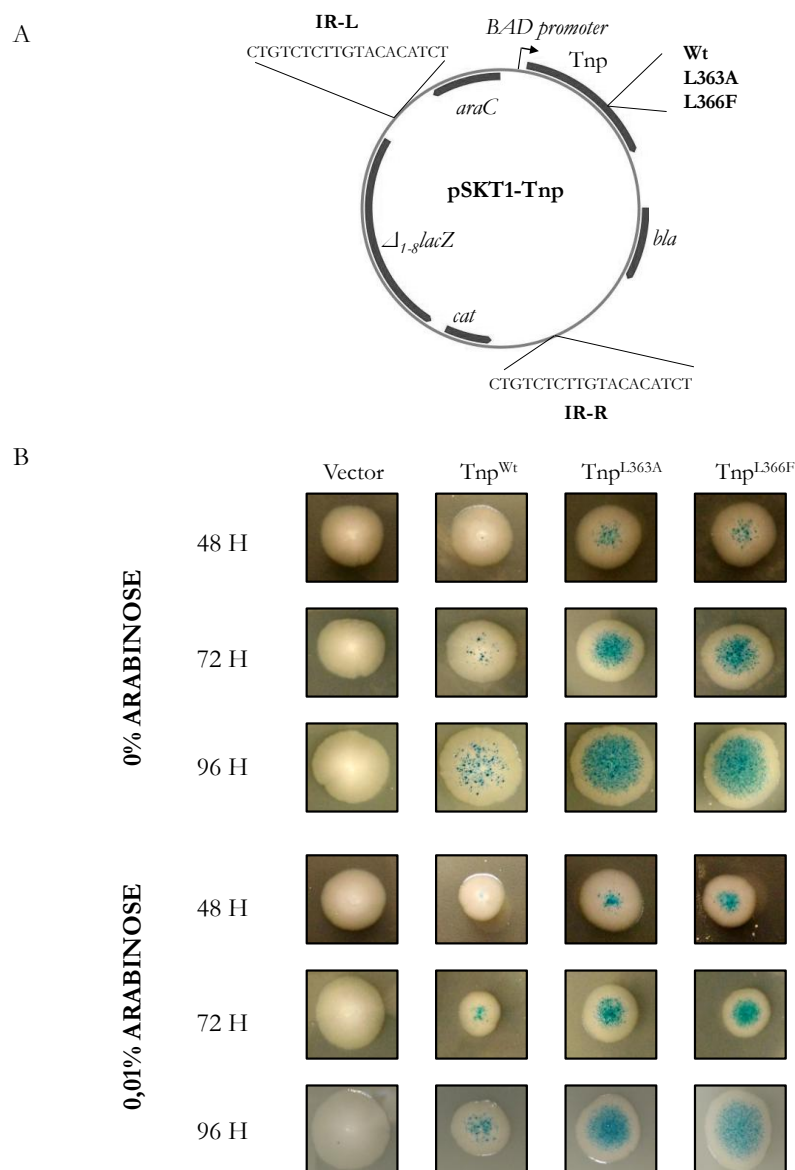 A
IR-L
CTGTCTCTTGTACACATCT
BAD promoter
Tnp
Wt
L363A
L366F
araC
pSKT1-Tnp
Δ1-8lacZ
bla
cat
CTGTCTCTTGTACACATCT
IR-R
B
Vector TnpWt TnpL363A TnpL366F
0% ARABINOSE
48 H
72 H
96 H
0,01% ARABINOSE
48 H
72 H
96 H